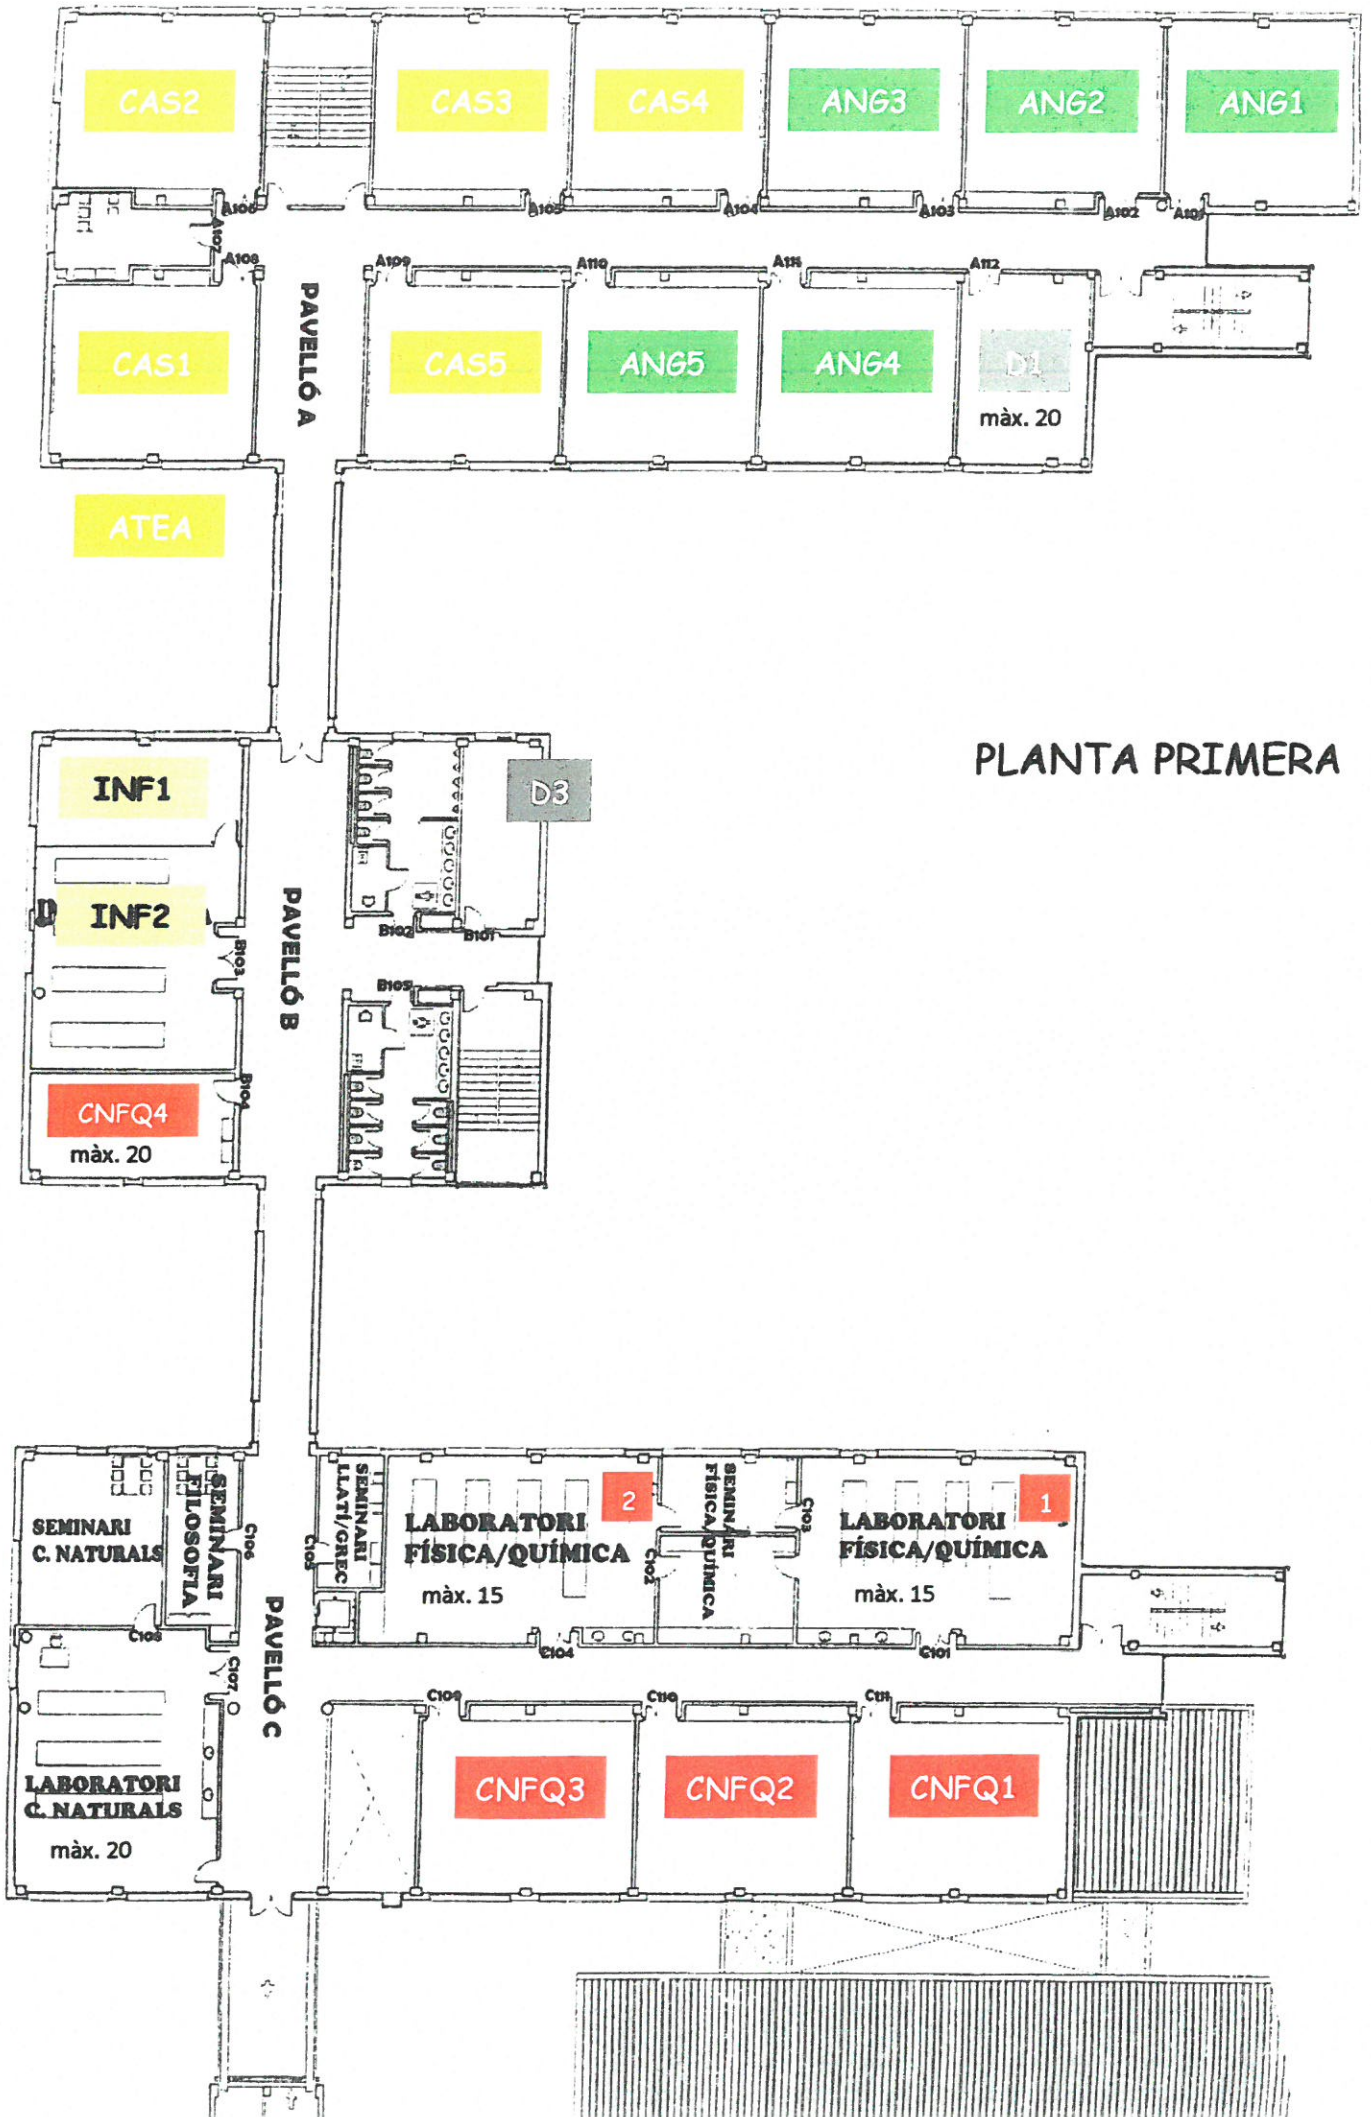 CAS2
CAS3
CAS4
ANG3
ANG2
ANG1
A106
A105
A104
A103
A102
A101
A107
A108
A109
A110
A111
A112
PAVELLÓ A
CAS1
CAS5
ANG5
ANG4
D1
màx. 20
ATEA
PLANTA PRIMERA
INF1
D3
INF2
PAVELLÓ B
B102
B101
B103
B105
B104
CNFQ4
màx. 20
SEMINARI
C. NATURALS
SEMINARI
FILOSOFIA
C106
C105
SEMINARI
LLATÍ/GREC
2
LABORATORI
FÍSICA/QUÍMICA
màx. 15
C102
SEMINARI
FÍSICA/QUÍMICA
C103
1
LABORATORI
FÍSICA/QUÍMICA
màx. 15
C108
C107
PAVELLÓ C
C104
C101
C109
C110
C111
LABORATORI
C. NATURALS
màx. 20
CNFQ3
CNFQ2
CNFQ1